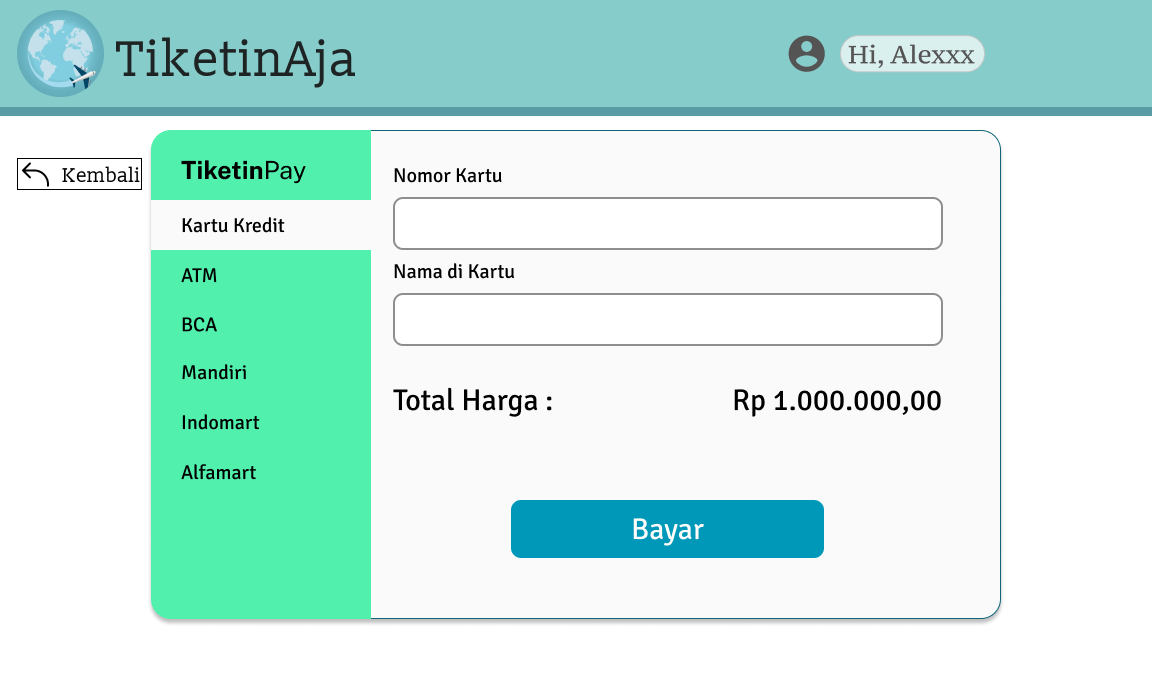 TiketinAja
Hi, Alexxx
Kembali
TiketinPay
Kartu Kredit
ATM
BCA
Mandiri
Indomart
Alfamart
Nomor Kartu
Nama di Kartu
Total Harga : Rp 1.000.000,00
Bayar